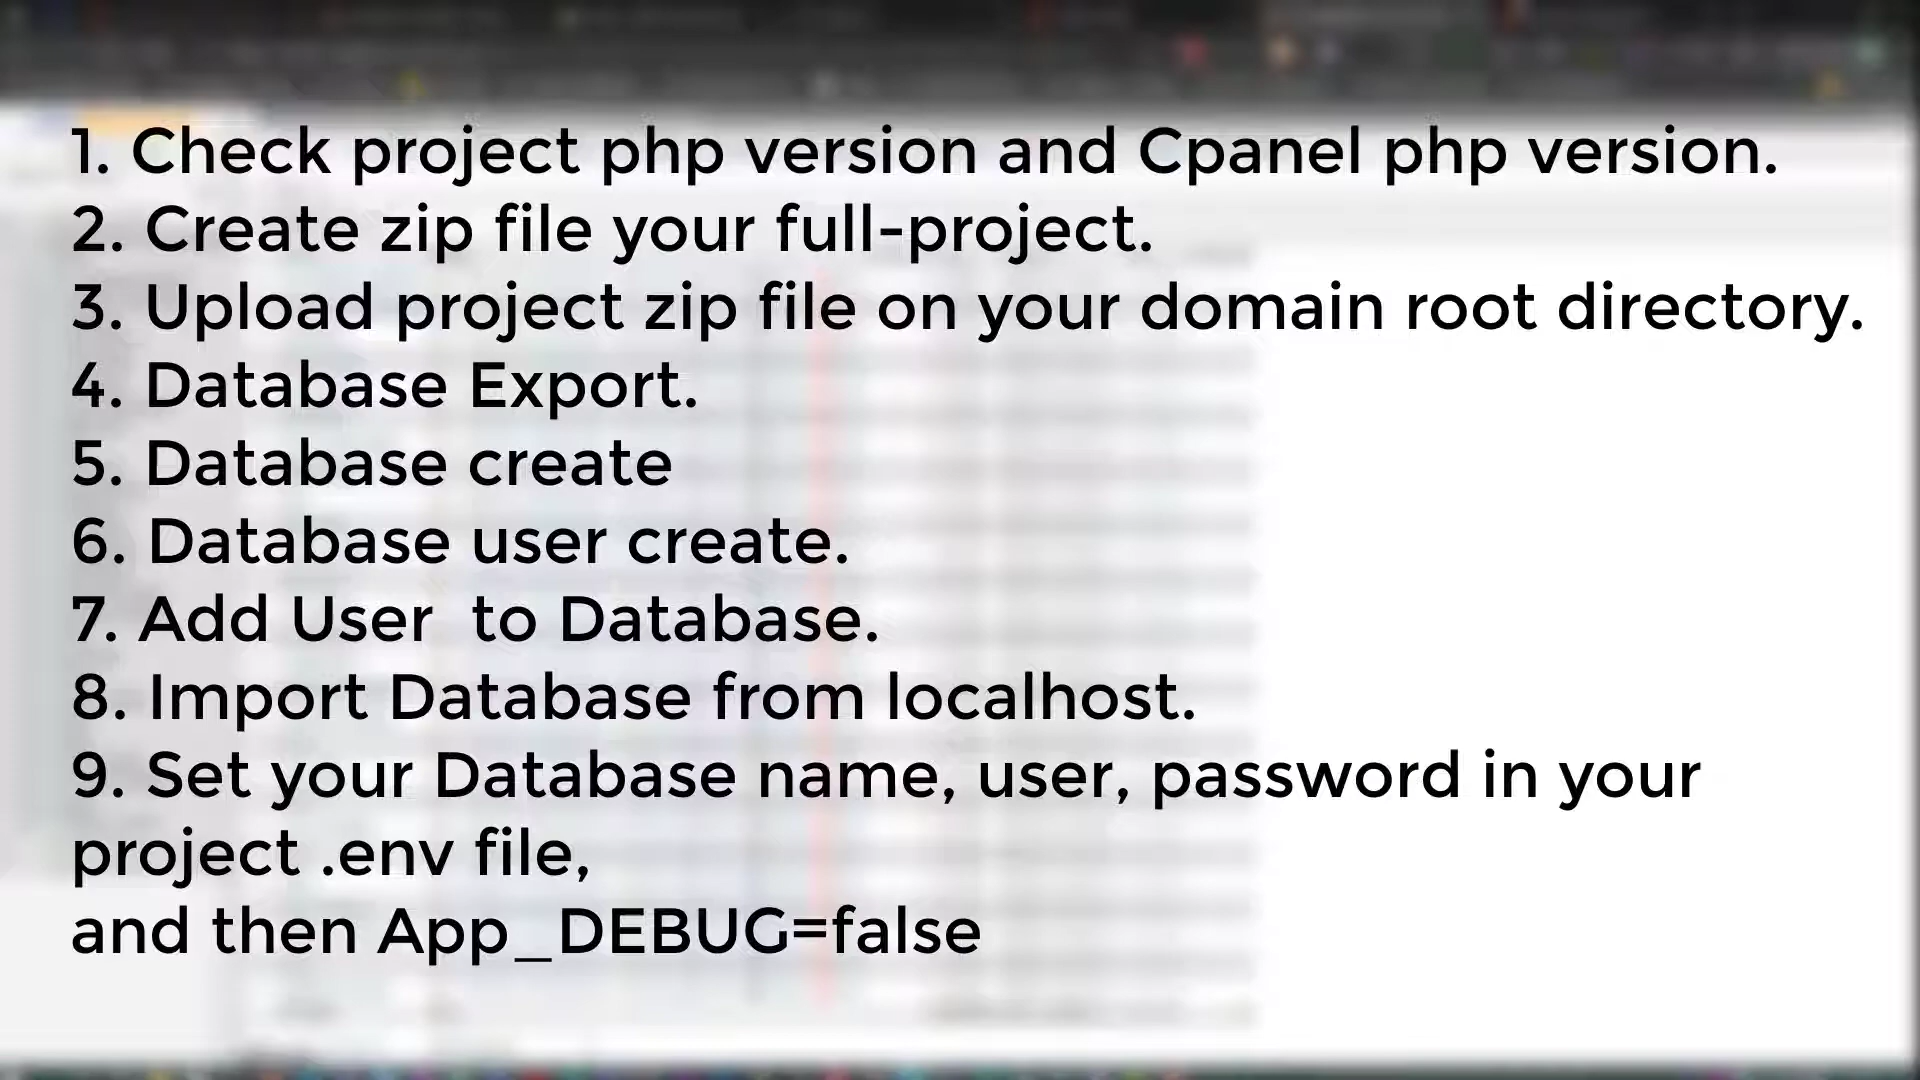 1. Check project php version and Cpanel php version.
2. Create zip file your full-project.
3. Upload project zip file on your domain root directory.
4. Database Export.
5. Database create
6. Database user create.
7. Add User  to Database.
8. Import Database from localhost.
9. Set your Database name, user, password in your
project .env file,
and then App_DEBUG=false